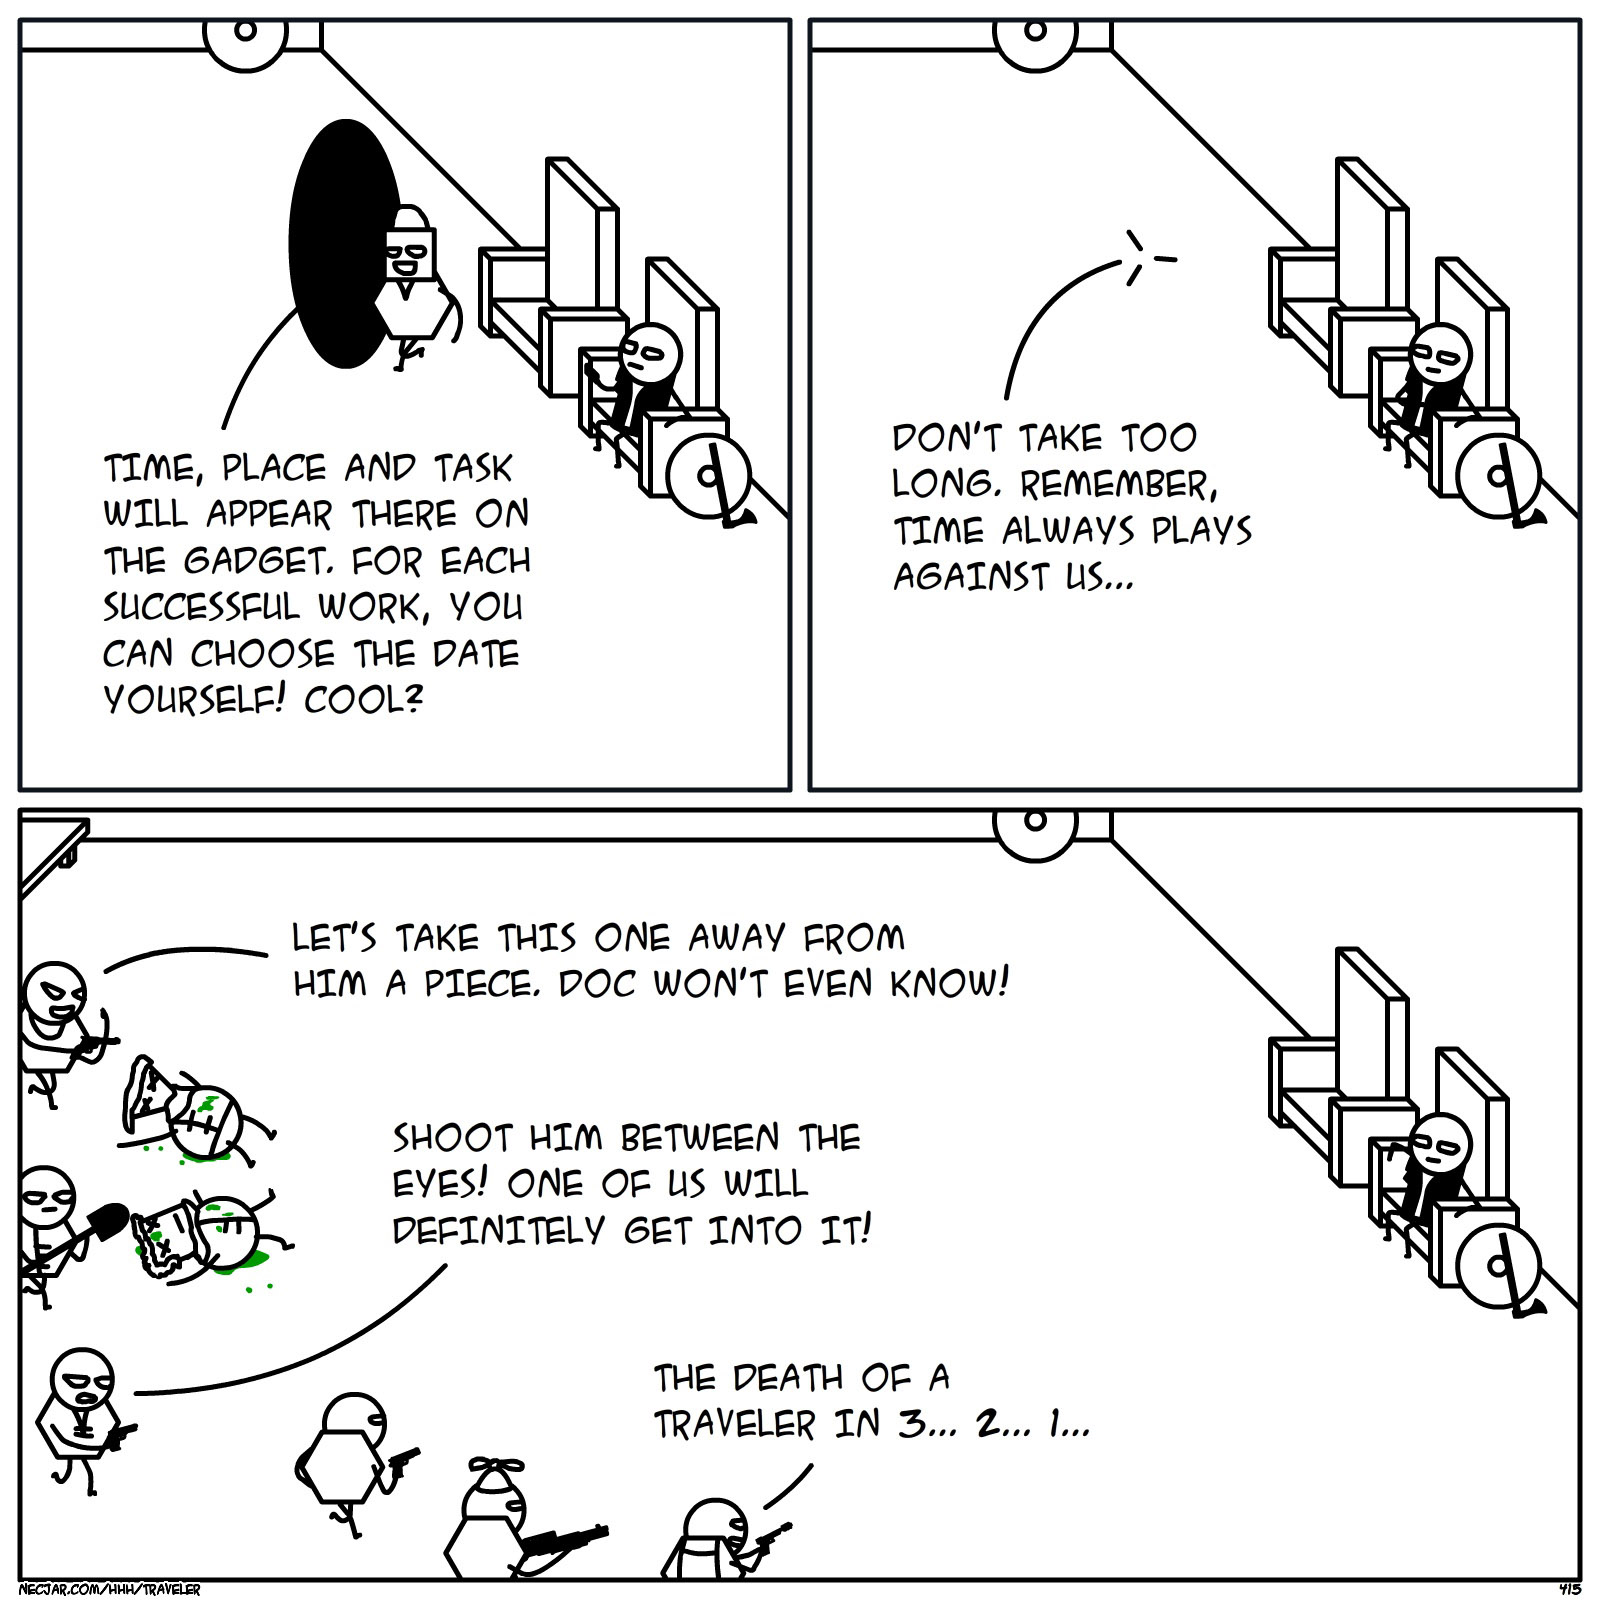 TIME, PLACE AND TASK
WILL APPEAR THERE ON
THE GADGET. FOR EACH
SUCCESSFUL WORK, YOU
CAN CHOOSE THE DATE
YOURSELF! COOL?
DON'T TAKE TOO
LONG. REMEMBER,
TIME ALWAYS PLAYS
AGAINST US...
LET'S TAKE THIS ONE AWAY FROM
HIM A PIECE. DOC WON'T EVEN KNOW!
SHOOT HIM BETWEEN THE
EYES! ONE OF US WILL
DEFINITELY GET INTO IT!
THE DEATH OF A
TRAVELER IN 3... 2... 1...
NECJAR.COM/HHH/TRAVELER
4/5